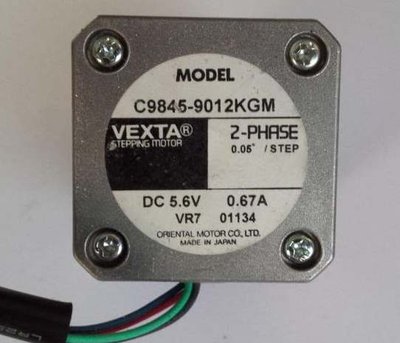 MODEL
C9845-9012KGM
VEXTA®
STEPPING MOTOR
2-PHASE
0.05° / STEP
DC 5.6V 0.67A
VR7 01134
ORIENTAL MOTOR CO., LTD.
MADE IN JAPAN